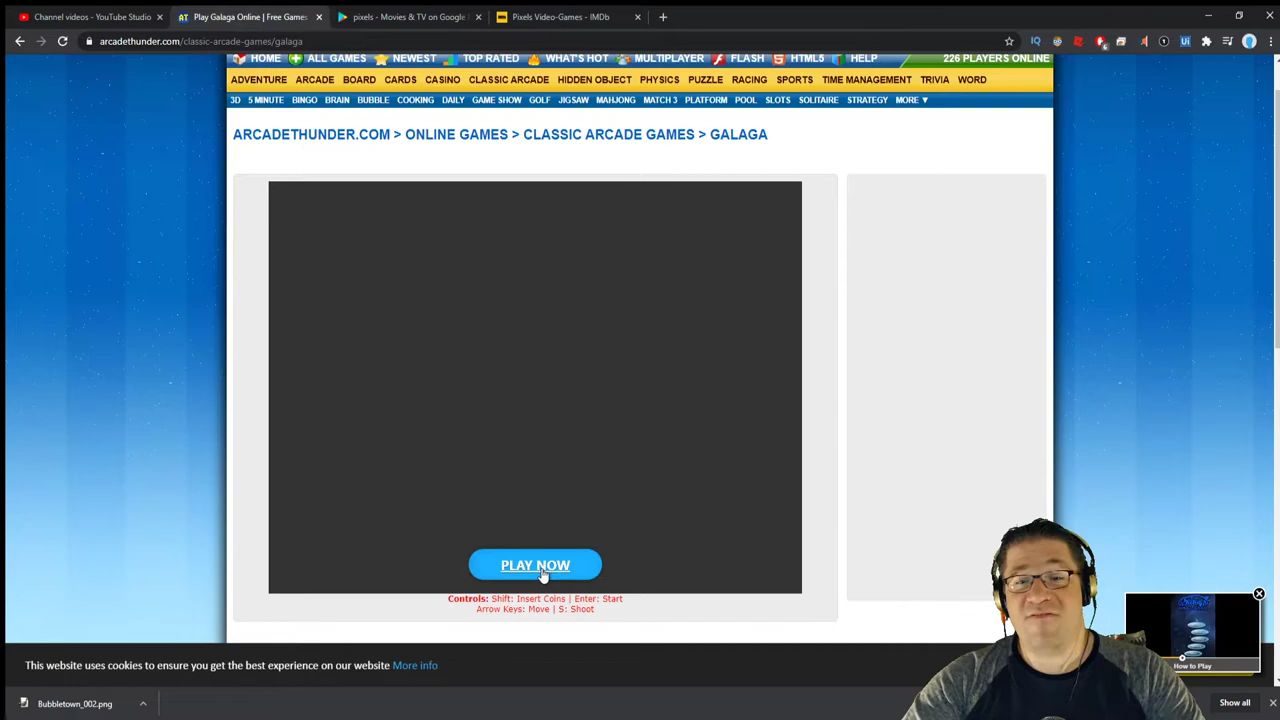 Channel videos - YouTube Studio
Play Galaga Online | Free Games
pixels - Movies & TV on Google
Pixels Video-Games - IMDb
arcadethunder.com/classic-arcade-games/galaga
HOME ALL GAMES NEWEST TOP RATED WHAT'S HOT MULTIPLAYER FLASH HTML5 HELP 226 PLAYERS ONLINE
ADVENTURE ARCADE BOARD CARDS CASINO CLASSIC ARCADE HIDDEN OBJECT PHYSICS PUZZLE RACING SPORTS TIME MANAGEMENT TRIVIA WORD
3D 5 MINUTE BINGO BRAIN BUBBLE COOKING DAILY GAME SHOW GOLF JIGSAW MAHJONG MATCH 3 PLATFORM POOL SLOTS SOLITAIRE STRATEGY MORE ▼
ARCADETHUNDER.COM > ONLINE GAMES > CLASSIC ARCADE GAMES > GALAGA
PLAY NOW
Controls: Shift: Insert Coins | Enter: Start
Arrow Keys: Move | S: Shoot
How to Play
This website uses cookies to ensure you get the best experience on our website More info
Bubbletown_002.png
Show all